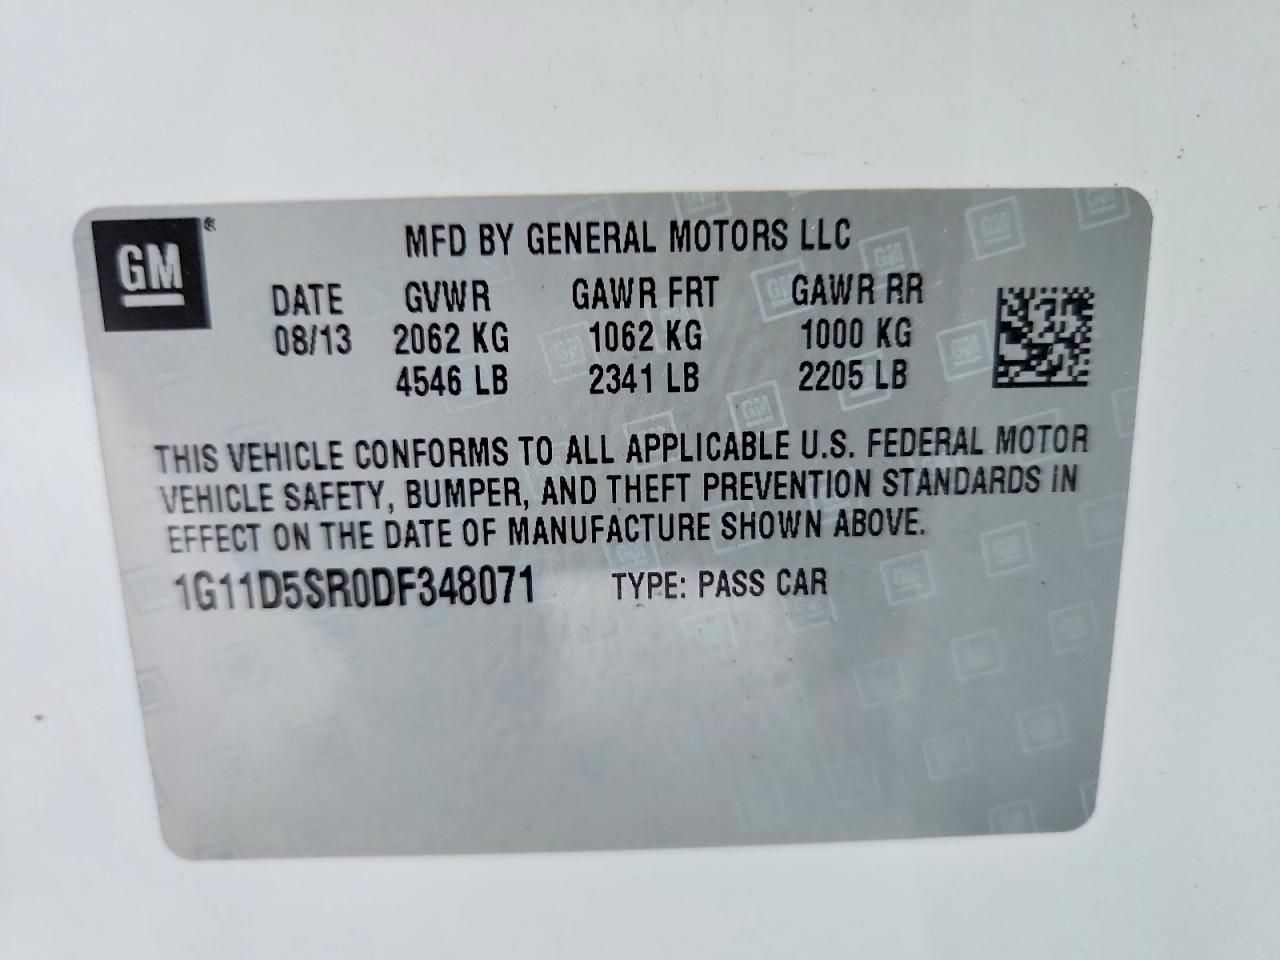 GM®
MFD BY GENERAL MOTORS LLC
DATE GVWR GAWR FRT GAWR RR
08/13 2062 KG 1062 KG 1000 KG
4546 LB 2341 LB 2205 LB
THIS VEHICLE CONFORMS TO ALL APPLICABLE U.S. FEDERAL MOTOR
VEHICLE SAFETY, BUMPER, AND THEFT PREVENTION STANDARDS IN
EFFECT ON THE DATE OF MANUFACTURE SHOWN ABOVE.
1G11D5SR0DF348071 TYPE: PASS CAR